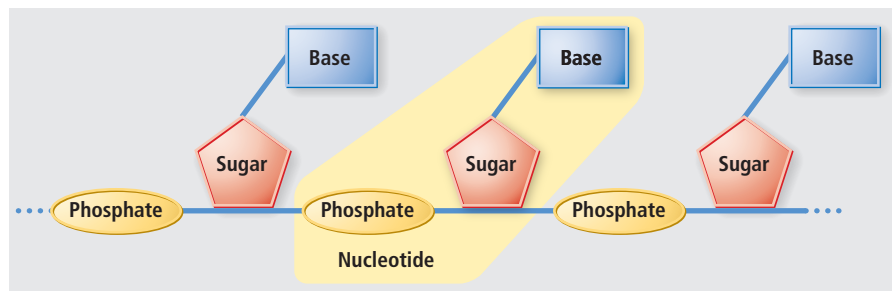 Base Base Base
Sugar Sugar Sugar
Phosphate Phosphate Phosphate
Nucleotide